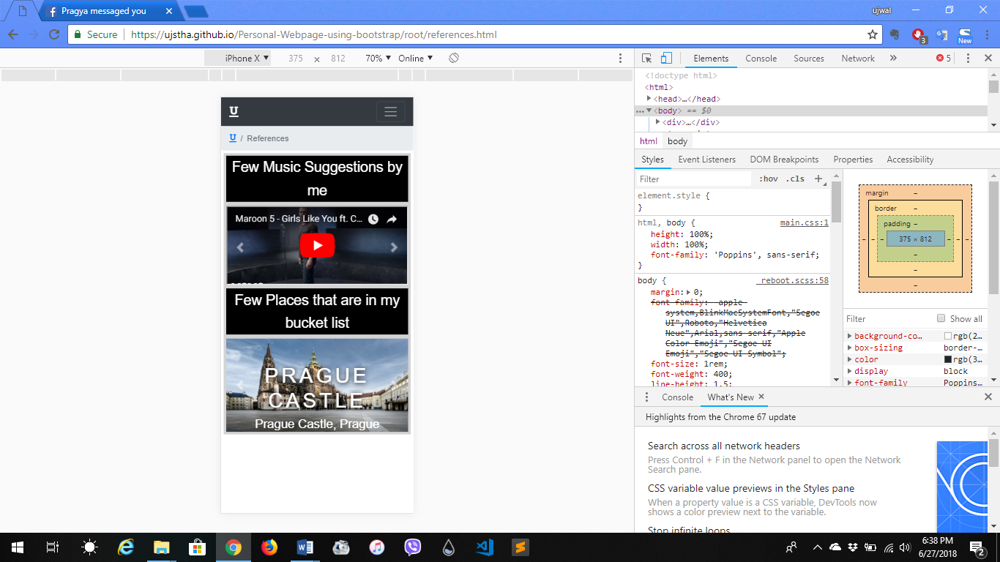 Pragya messaged you
ujwal
Secure
https://ujstha.github.io/Personal-Webpage-using-bootstrap/root/references.html
3
New
iPhone X ▾ 375 × 812 70% ▾ Online ▾
Elements Console Sources Network » 5
<!doctype html>
<html>
<head>…</head>
…<body> == $0
<div>…</div>
html body
Styles Event Listeners DOM Breakpoints Properties Accessibility
Filter :hov .cls +
element.style {
}
html, body { main.css:1
height: 100%;
width: 100%;
font-family: 'Poppins', sans-serif;
}
body { _reboot.scss:58
margin: 0;
font-family: -apple-
system,BlinkMacSystemFont,"Segoe
UI",Roboto,"Helvetica
Neue",Arial,sans-serif,"Apple
Color Emoji","Segoe UI
Emoji","Segoe UI Symbol";
font-size: 1rem;
font-weight: 400;
line-height: 1.5;
margin –
border –
padding –
– – – 375 × 812 – – –
–
–
–
Filter Show all
background-co… rgb(2…
box-sizing border-…
color rgb(3…
display block
font-family Poppins…
U
U / References
Few Music Suggestions by
me
Maroon 5 - Girls Like You ft. C…
Few Places that are in my
bucket list
PRAGUE
CASTLE
Prague Castle, Prague
Console What's New ×
Highlights from the Chrome 67 update
Search across all network headers
Press Control + F in the Network panel to open the Network
Search pane.
CSS variable value previews in the Styles pane
When a property value is a CSS variable, DevTools now
shows a color preview next to the variable.
Stop infinite loops
6:38 PM
6/27/2018
2